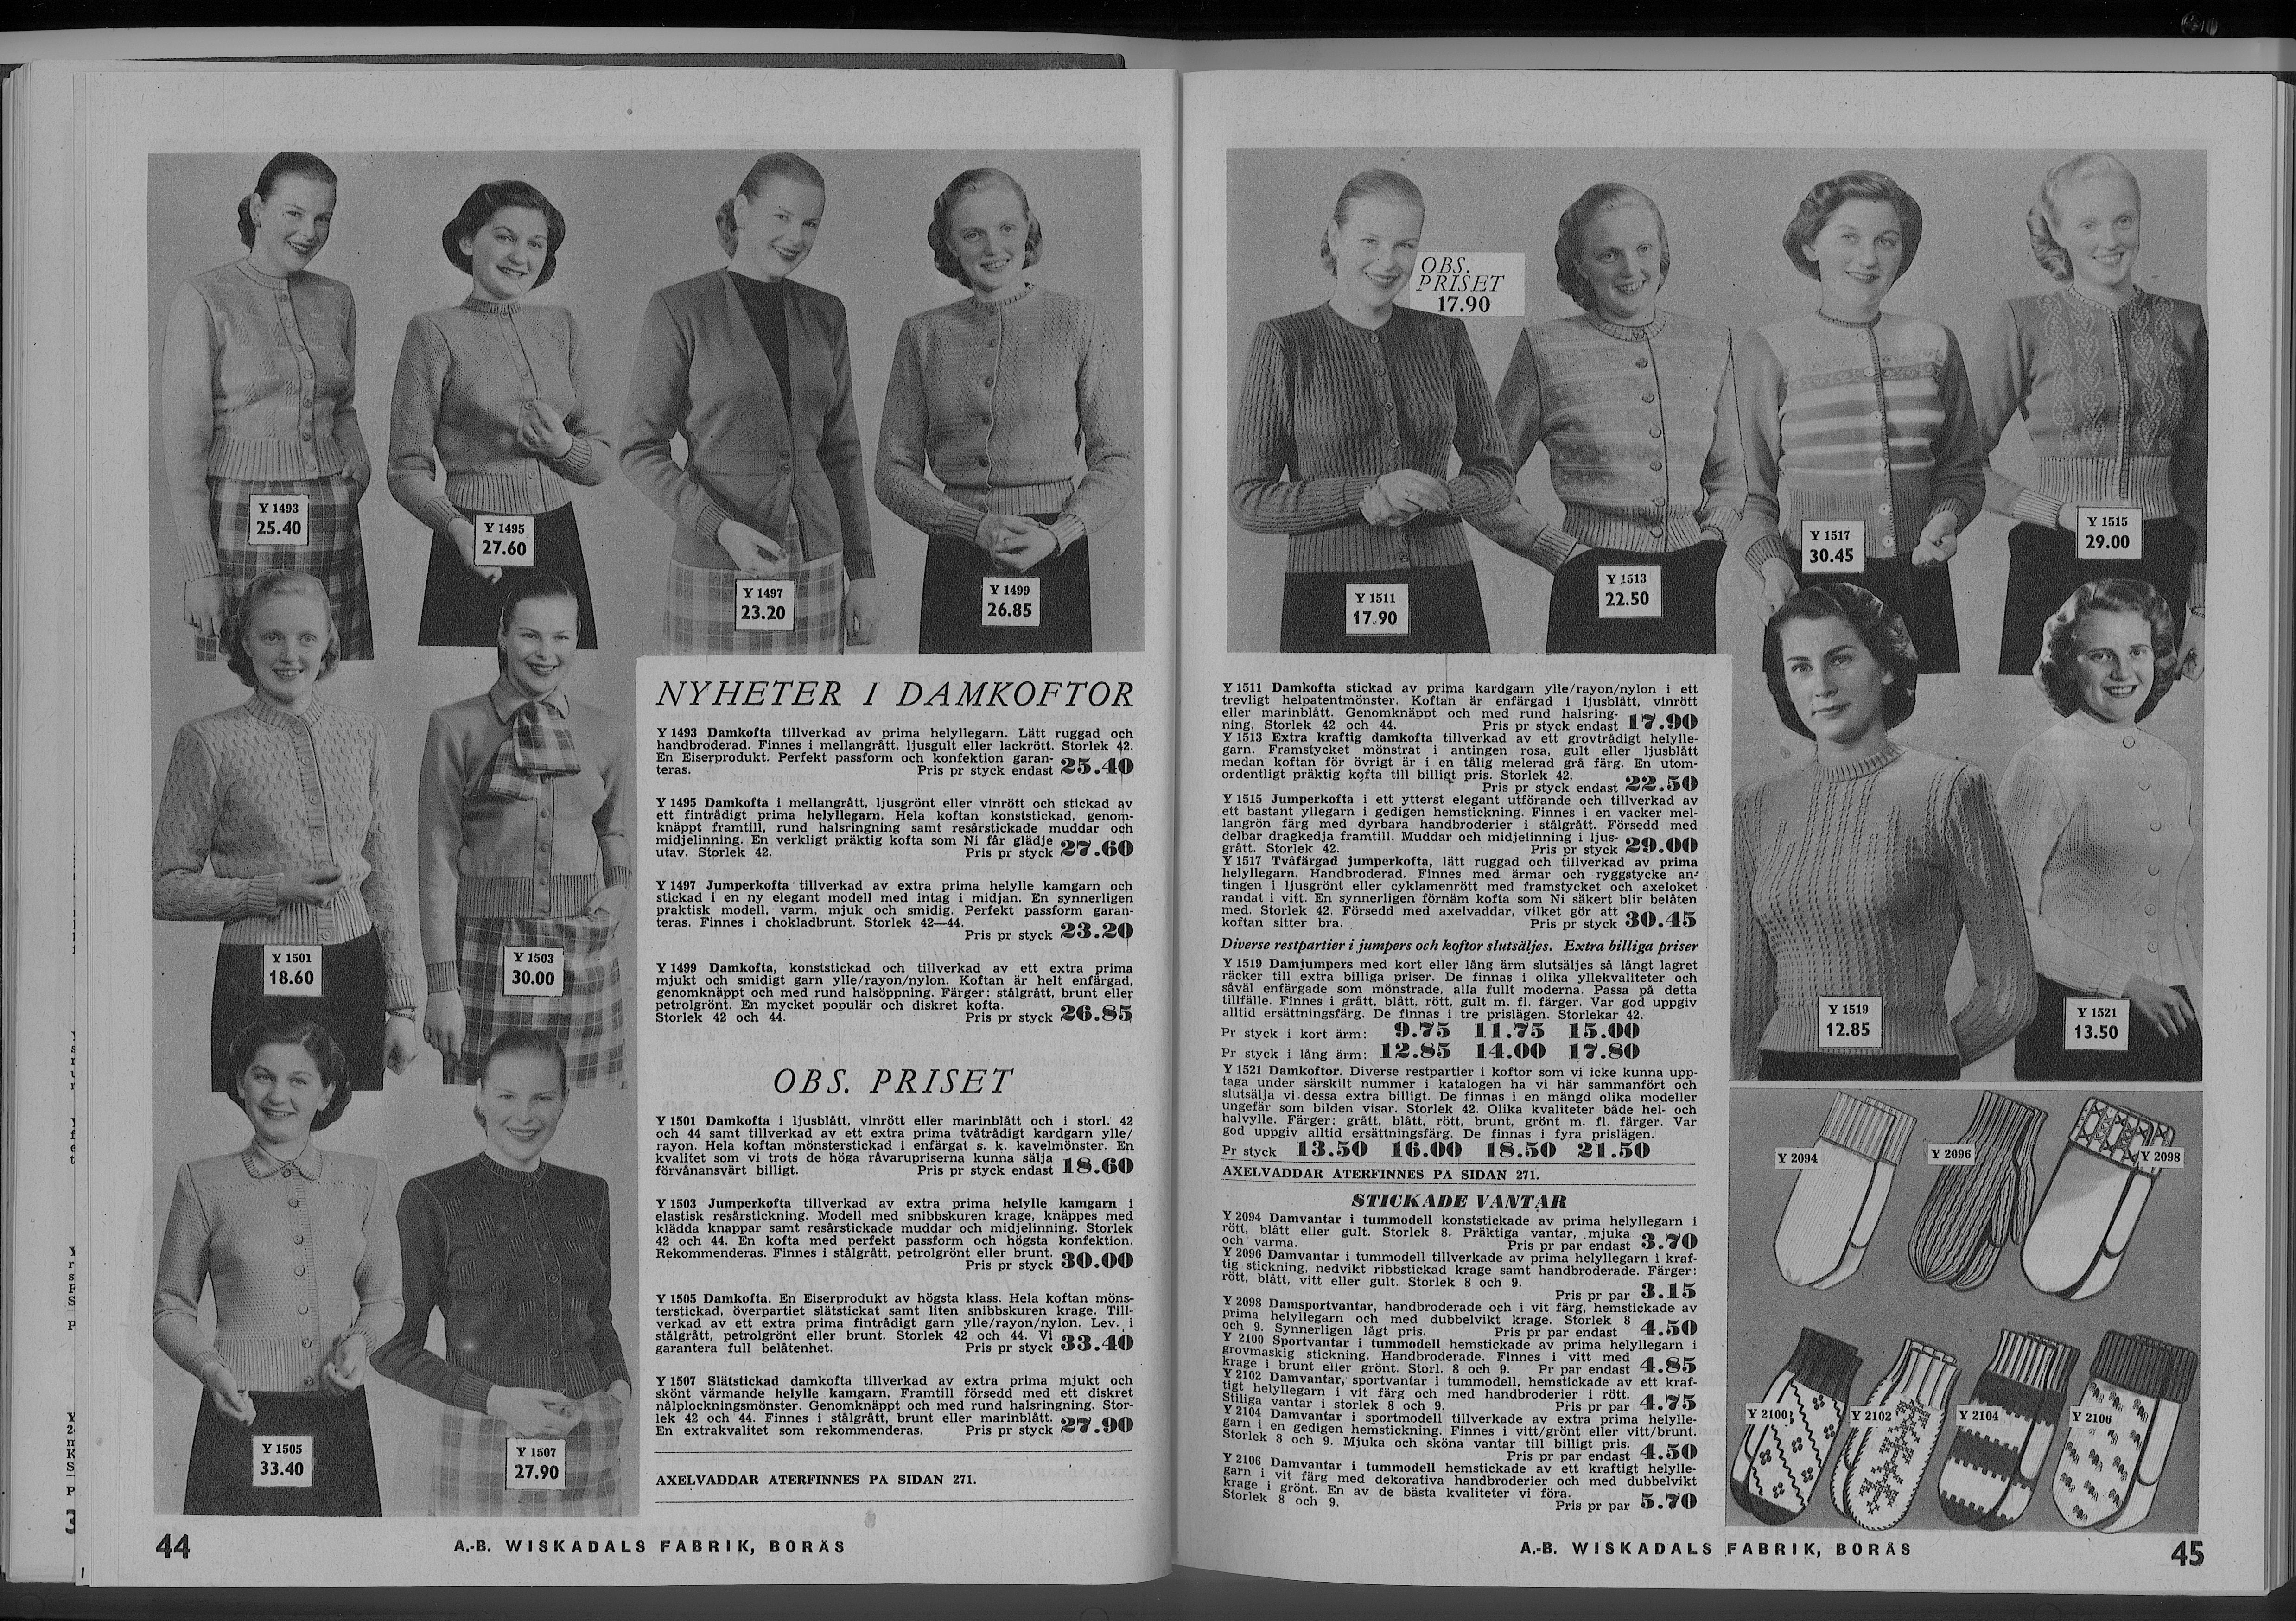 Y 1493
25.40
Y 1495
27.60
Y 1497
23.20
Y 1499
26.85
Y 1501
18.60
Y 1503
30.00
Y 1505
33.40
Y 1507
27.90
NYHETER I DAMKOFTOR
Y 1493 Damkofta tillverkad av prima helyllegarn. Lätt ruggad och
handbroderad. Finnes i mellangrått, ljusgult eller lackrött. Storlek 42.
En Eiserprodukt. Perfekt passform och konfektion garan-
teras. Pris pr styck endast 25.40
Y 1495 Damkofta i mellangrått, ljusgrönt eller vinrött och stickad av
ett fintrådigt prima helyllegarn. Hela koftan konststickad, genom-
knäppt framtill, rund halsringning samt resårstickade muddar och
midjelinning. En verkligt präktig kofta som Ni får glädje
utav. Storlek 42. Pris pr styck 27.60
Y 1497 Jumperkofta tillverkad av extra prima helylle kamgarn och
stickad i en ny elegant modell med intag i midjan. En synnerligen
praktisk modell, varm, mjuk och smidig. Perfekt passform garan-
teras. Finnes i chokladbrunt. Storlek 42—44.
Pris pr styck 23.20
Y 1499 Damkofta, konststickad och tillverkad av ett extra prima
mjukt och smidigt garn ylle/rayon/nylon. Koftan är helt enfärgad,
genomknäppt och med rund halsöppning. Färger: stålgrått, brunt eller
petrolgrönt. En mycket populär och diskret kofta.
Storlek 42 och 44. Pris pr styck 26.85
OBS. PRISET
Y 1501 Damkofta i ljusblått, vinrött eller marinblått och i storl. 42
och 44 samt tillverkad av ett extra prima tvåtrådigt kardgarn ylle/
rayon. Hela koftan mönsterstickad i enfärgat s. k. kavelmönster. En
kvalitet som vi trots de höga råvarupriserna kunna sälja
förvånansvärt billigt. Pris pr styck endast 18.60
Y 1503 Jumperkofta tillverkad av extra prima helylle kamgarn i
elastisk resårstickning. Modell med snibbskuren krage, knäppes med
klädda knappar samt resårstickade muddar och midjelinning. Storlek
42 och 44. En kofta med perfekt passform och högsta konfektion.
Rekommenderas. Finnes i stålgrått, petrolgrönt eller brunt.
Pris pr styck 30.00
Y 1505 Damkofta. En Eiserprodukt av högsta klass. Hela koftan möns-
terstickad, överpartiet slätstickat samt liten snibbskuren krage. Till-
verkad av ett extra prima fintrådigt garn ylle/rayon/nylon. Lev. i
stålgrått, petrolgrönt eller brunt. Storlek 42 och 44. Vi
garantera full belåtenhet. Pris pr styck 33.40
Y 1507 Slätstickad damkofta tillverkad av extra prima mjukt och
skönt värmande helylle kamgarn. Framtill försedd med ett diskret
nålplockningsmönster. Genomknäppt och med rund halsringning. Stor-
lek 42 och 44. Finnes i stålgrått, brunt eller marinblått.
En extrakvalitet som rekommenderas. Pris pr styck 27.90
AXELVADDAR ATERFINNES PA SIDAN 271.
44
A.-B. WISKADALS FABRIK, BORÅS
OBS.
PRISET
17.90
Y 1511
17.90
Y 1513
22.50
Y 1517
30.45
Y 1515
29.00
Y 1519
12.85
Y 1521
13.50
Y 1511 Damkofta stickad av prima kardgarn ylle/rayon/nylon i ett
trevligt helpatentmönster. Koftan är enfärgad i ljusblått, vinrött
eller marinblått. Genomknäppt och med rund halsring-
ning. Storlek 42 och 44. Pris pr styck endast 17.90
Y 1513 Extra kraftig damkofta tillverkad av ett grovtrådigt helylle-
garn. Framstycket mönstrat i antingen rosa, gult eller ljusblått
medan koftan för övrigt är i en tålig melerad grå färg. En utom-
ordentligt präktig kofta till billigt pris. Storlek 42.
Pris pr styck endast 22.50
Y 1515 Jumperkofta i ett ytterst elegant utförande och tillverkad av
ett bastant yllegarn i gedigen hemstickning. Finnes i en vacker mel-
langrön färg med dyrbara handbroderier i stålgrått. Försedd med
delbar dragkedja framtill. Muddar och midjelinning i ljus-
grått. Storlek 42. Pris pr styck 29.00
Y 1517 Tvåfärgad jumperkofta, lätt ruggad och tillverkad av prima
helyllegarn. Handbroderad. Finnes med ärmar och ryggstycke an-
tingen i ljusgrönt eller cyklamenrött med framstycket och axeloket
randat i vitt. En synnerligen förnäm kofta som Ni säkert blir belåten
med. Storlek 42. Försedd med axelvaddar, vilket gör att
koftan sitter bra. Pris pr styck 30.45
Diverse restpartier i jumpers och koftor slutsäljes. Extra billiga priser
Y 1519 Damjumpers med kort eller lång ärm slutsäljes så långt lagret
räcker till extra billiga priser. De finnas i olika yllekvaliteter och
såväl enfärgade som mönstrade, alla fullt moderna. Passa på detta
tillfälle. Finnes i grått, blått, rött, gult m. fl. färger. Var god uppgiv
alltid ersättningsfärg. De finnas i tre prislägen. Storlekar 42.
Pr styck i kort ärm: 9.75 11.75 15.00
Pr styck i lång ärm: 12.85 14.00 17.80
Y 1521 Damkoftor. Diverse restpartier i koftor som vi icke kunna upp-
taga under särskilt nummer i katalogen ha vi här sammanfört och
slutsälja vi dessa extra billigt. De finnas i en mängd olika modeller
ungefär som bilden visar. Storlek 42. Olika kvaliteter både hel- och
halvylle. Färger: grått, blått, rött, brunt, grönt m. fl. färger. Var
god uppgiv alltid ersättningsfärg. De finnas i fyra prislägen.
Pr styck 13.50 16.00 18.50 21.50
AXELVADDAR ATERFINNES PA SIDAN 271.
STICKADE VANTAR
Y 2094 Damvantar i tummodell konststickade av prima helyllegarn i
rött, blått eller gult. Storlek 8. Präktiga vantar, mjuka
och varma. Pris pr par endast 3.70
Y 2096 Damvantar i tummodell tillverkade av prima helyllegarn i kraf-
tig stickning, nedvikt ribbstickad krage samt handbroderade. Färger:
rött, blått, vitt eller gult. Storlek 8 och 9.
Pris pr par 3.15
Y 2098 Damsportvantar, handbroderade och i vit färg, hemstickade av
prima helyllegarn och med dubbelvikt krage. Storlek 8
och 9. Synnerligen lågt pris. Pris pr par endast 4.50
Y 2100 Sportvantar i tummodell hemstickade av prima helyllegarn i
grovmaskig stickning. Handbroderade. Finnes i vitt med
krage i brunt eller grönt. Storl. 8 och 9. Pr par endast 4.85
Y 2102 Damvantar, sportvantar i tummodell, hemstickade av ett kraf-
tigt helyllegarn i vit färg och med handbroderier i rött.
Stiliga vantar i storlek 8 och 9. Pris pr par 4.75
Y 2104 Damvantar i sportmodell tillverkade av extra prima helylle-
garn i en gedigen hemstickning. Finnes i vitt/grönt eller vitt/brunt.
Storlek 8 och 9. Mjuka och sköna vantar till billigt pris.
Pris pr par endast 4.50
Y 2106 Damvantar i tummodell hemstickade av ett kraftigt helylle-
garn i vit färg med dekorativa handbroderier och med dubbelvikt
krage i grönt. En av de bästa kvaliteter vi föra.
Storlek 8 och 9. Pris pr par 5.70
Y 2094
Y 2096
Y 2098
Y 2100
Y 2102
Y 2104
Y 2106
A.-B. WISKADALS FABRIK, BORÅS
45